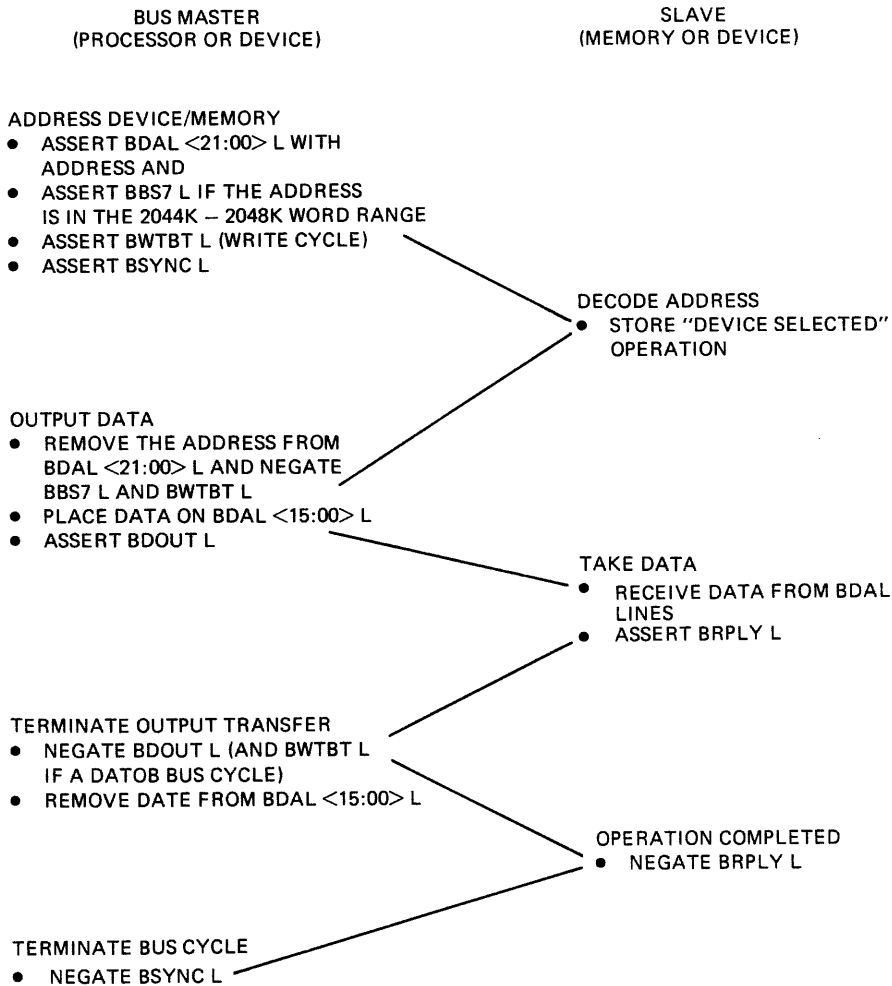 BUS MASTER
(PROCESSOR OR DEVICE)
SLAVE
(MEMORY OR DEVICE)
ADDRESS DEVICE/MEMORY
● ASSERT BDAL <21:00> L WITH
ADDRESS AND
● ASSERT BBS7 L IF THE ADDRESS
IS IN THE 2044K – 2048K WORD RANGE
● ASSERT BWTBT L (WRITE CYCLE)
● ASSERT BSYNC L
DECODE ADDRESS
● STORE "DEVICE SELECTED"
OPERATION
OUTPUT DATA
● REMOVE THE ADDRESS FROM
BDAL <21:00> L AND NEGATE
BBS7 L AND BWTBT L
● PLACE DATA ON BDAL <15:00> L
● ASSERT BDOUT L
TAKE DATA
● RECEIVE DATA FROM BDAL
LINES
● ASSERT BRPLY L
TERMINATE OUTPUT TRANSFER
● NEGATE BDOUT L (AND BWTBT L
IF A DATOB BUS CYCLE)
● REMOVE DATE FROM BDAL <15:00> L
OPERATION COMPLETED
● NEGATE BRPLY L
TERMINATE BUS CYCLE
● NEGATE BSYNC L